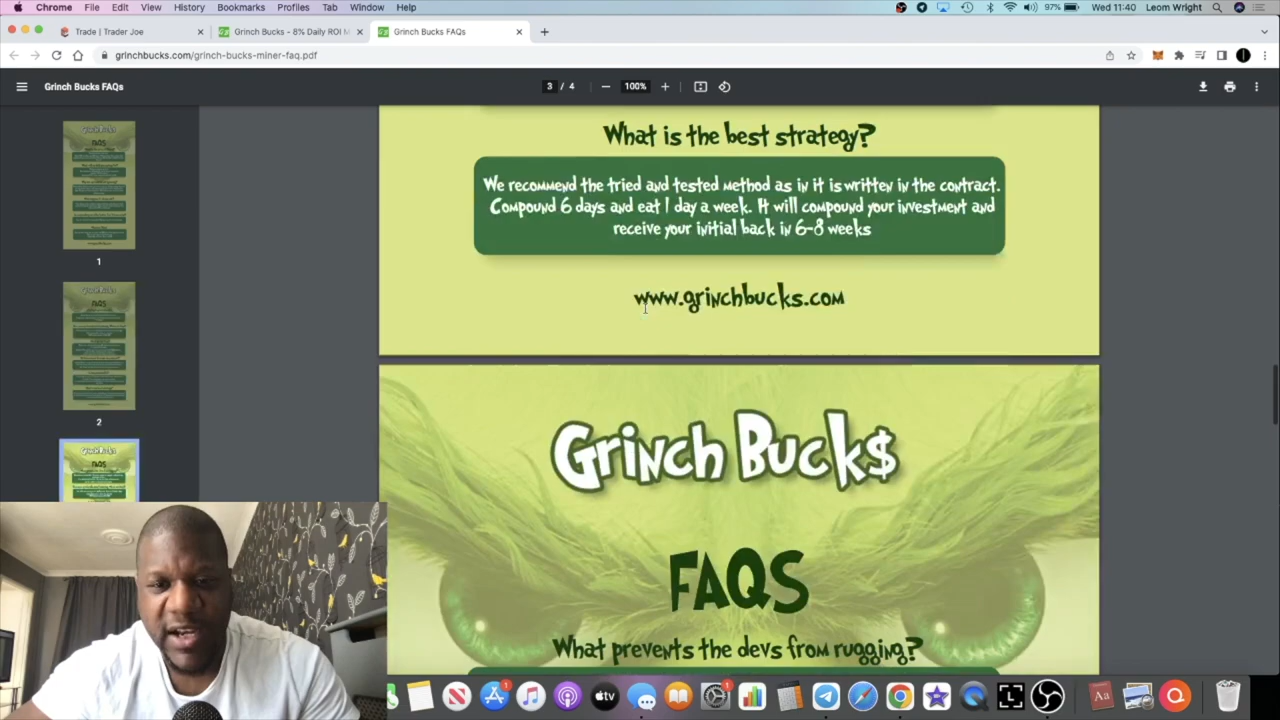 Chrome File Edit View History Bookmarks Profiles Tab Window Help 97% Wed 11:40 Leom Wright
Trade | Trader Joe
Grinch Bucks - 8% Daily ROI M
Grinch Bucks FAQs
grinchbucks.com/grinch-bucks-miner-faq.pdf
Grinch Bucks FAQs 3 / 4 100%
What is the best strategy?
We recommend the tried and tested method as in it is written in the contract.
Compound 6 days and eat 1 day a week. It will compound your investment and
receive your initial back in 6-8 weeks
www.grinchbucks.com
1
2
Grinch Buck$
FAQS
What prevents the devs from rugging?
tv